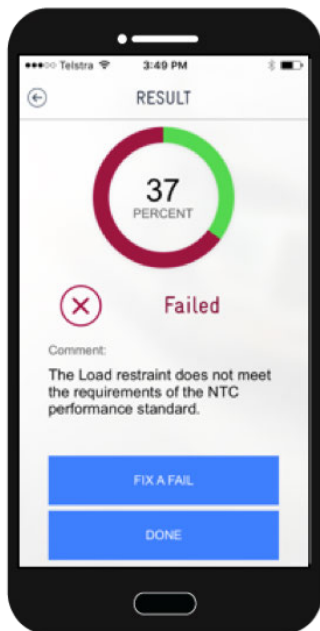 Telstra 3:49 PM
RESULT
37
PERCENT
Failed
Comment:
The Load restraint does not meet
the requirements of the NTC
performance standard.
FIX A FAIL
DONE